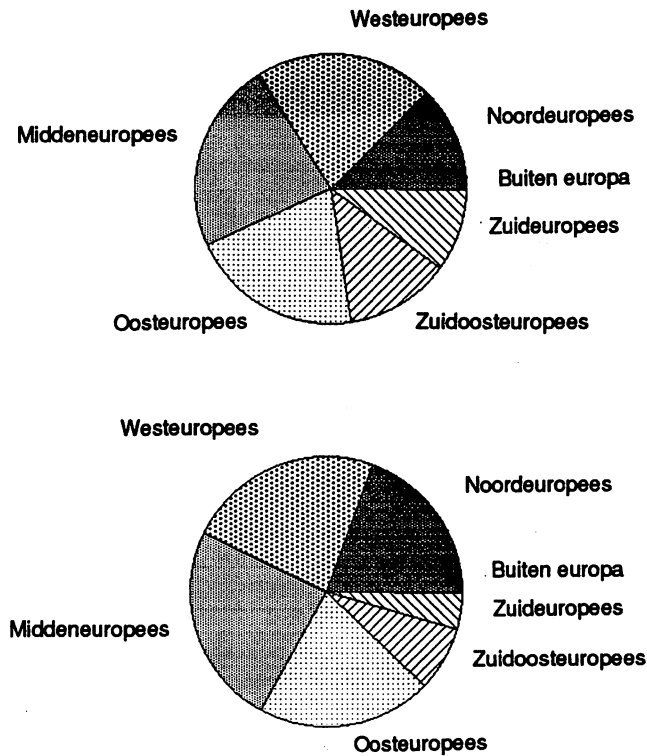 Westeuropees
Noordeuropees
Middeneuropees
Buiten europa
Zuideuropees
Oosteuropees
Zuidoosteuropees
Westeuropees
Noordeuropees
Buiten europa
Zuideuropees
Middeneuropees
Zuidoosteuropees
Oosteuropees